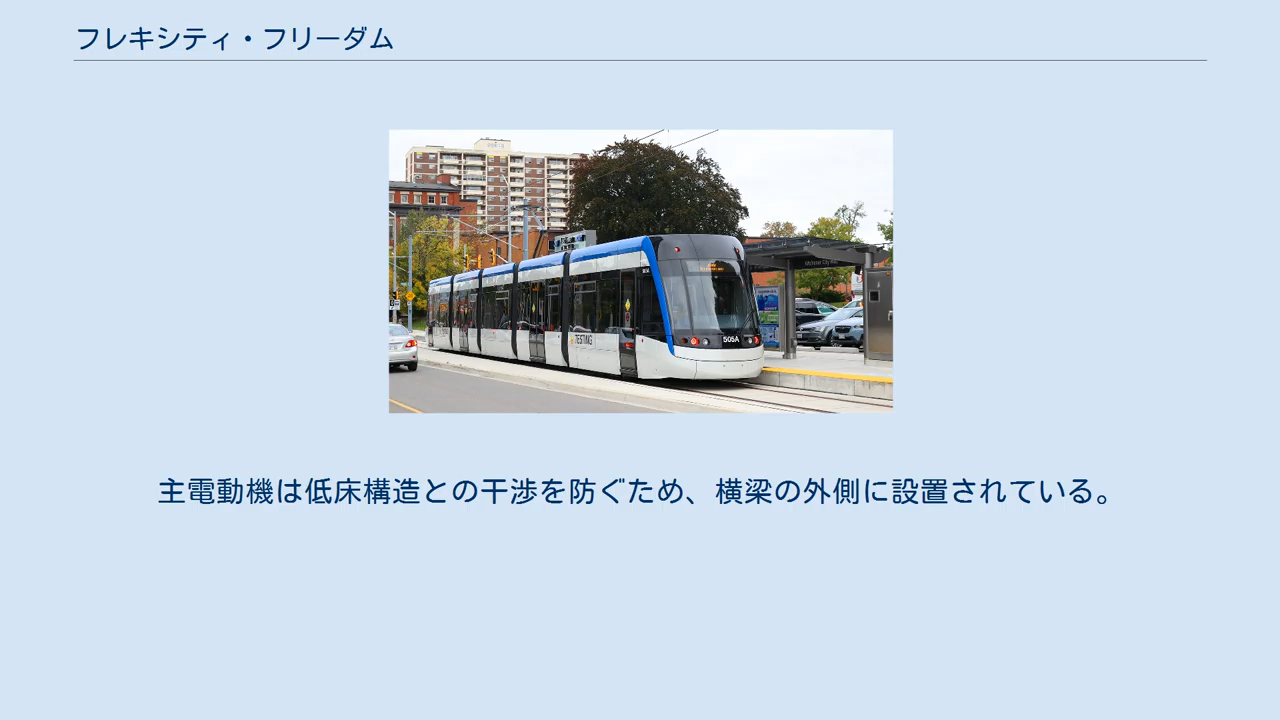 フレキシティ・フリーダム
TESTING
505A
主電動機は低床構造との干渉を防ぐため、横梁の外側に設置されている。